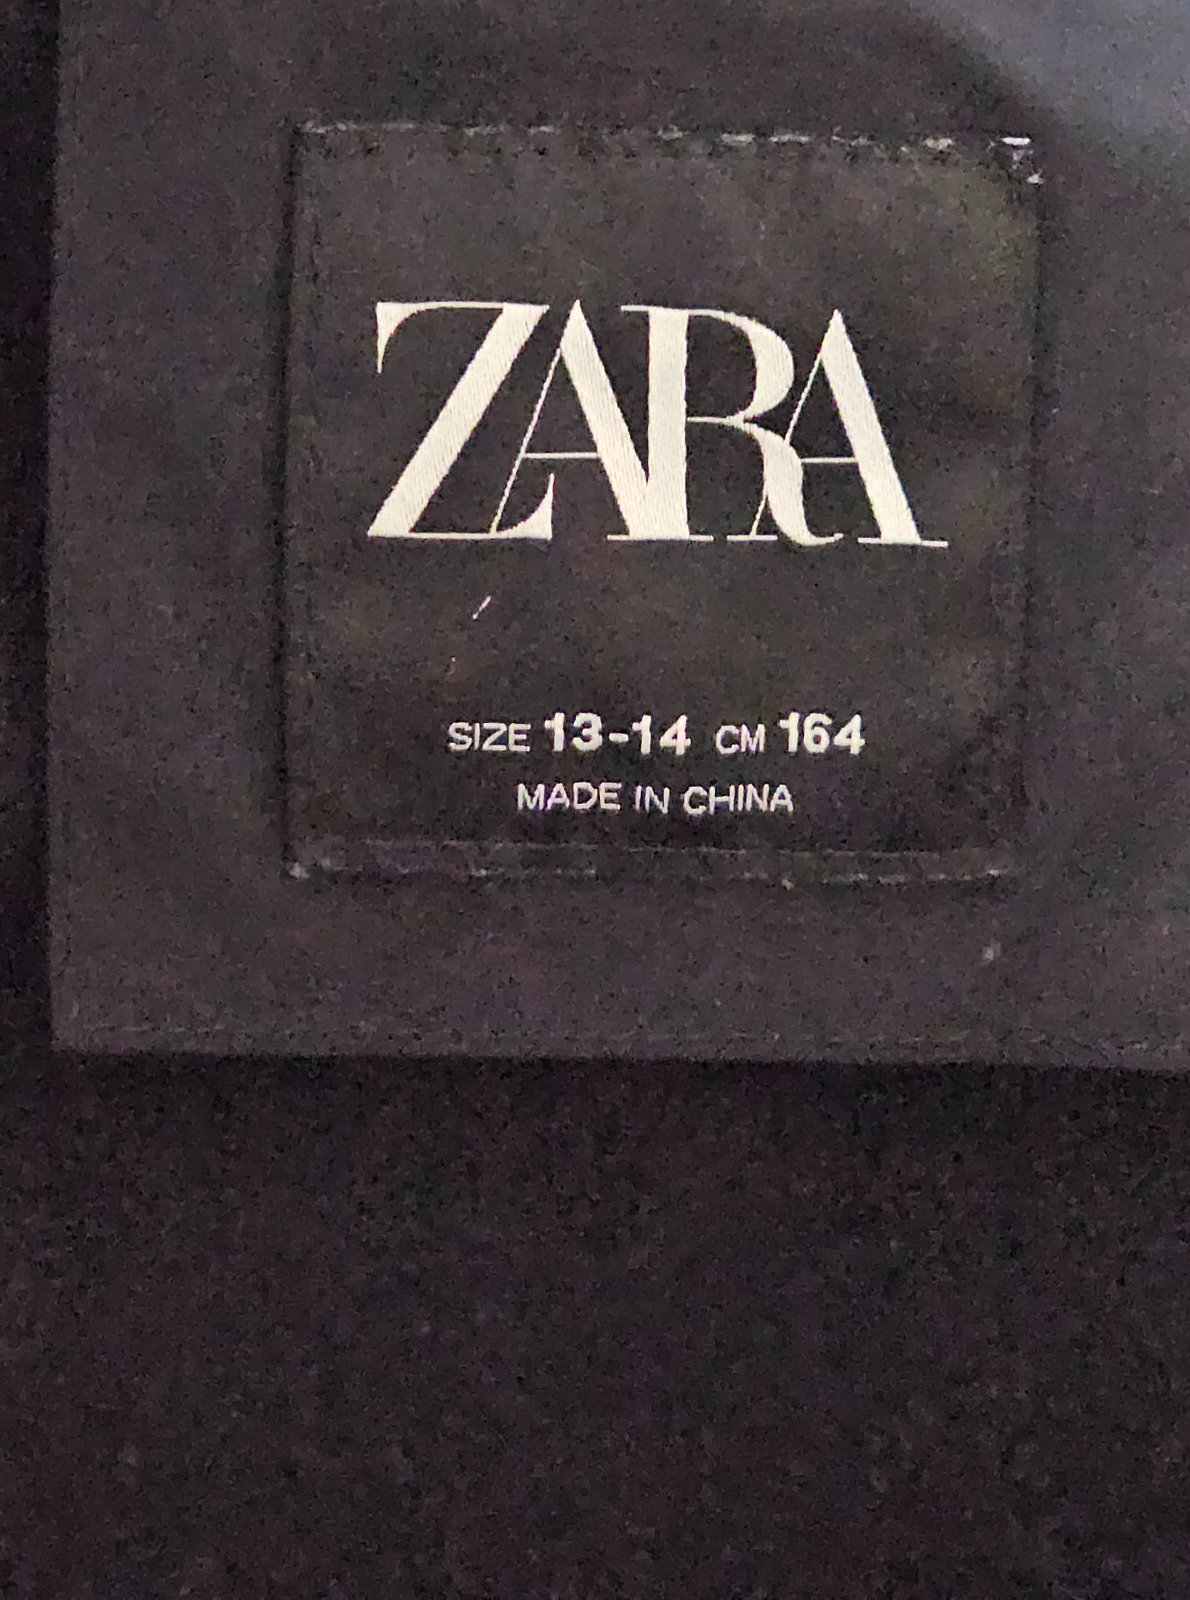 ZARA
SIZE 13-14 CM 164
MADE IN CHINA